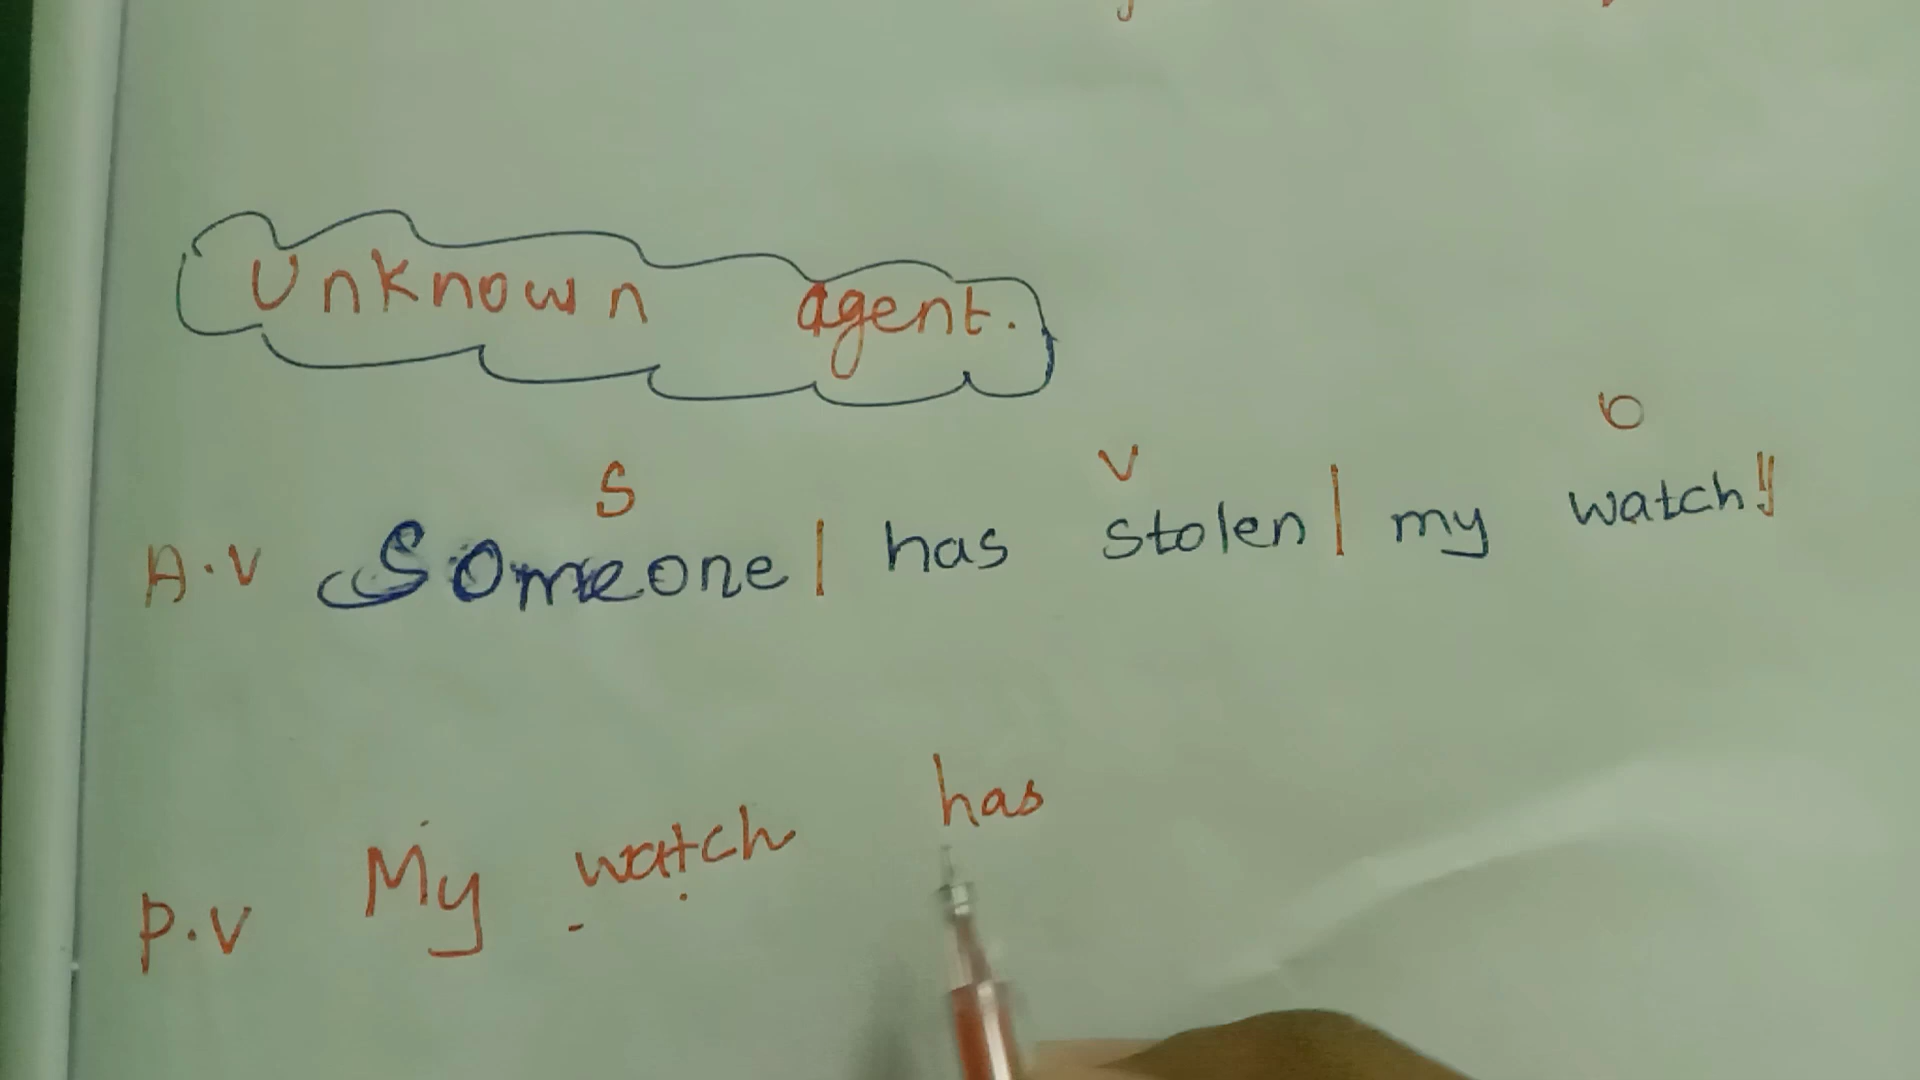 Unknown agent.
S V O
A.V Someone | has stolen | my watch!!
P.V My watch has